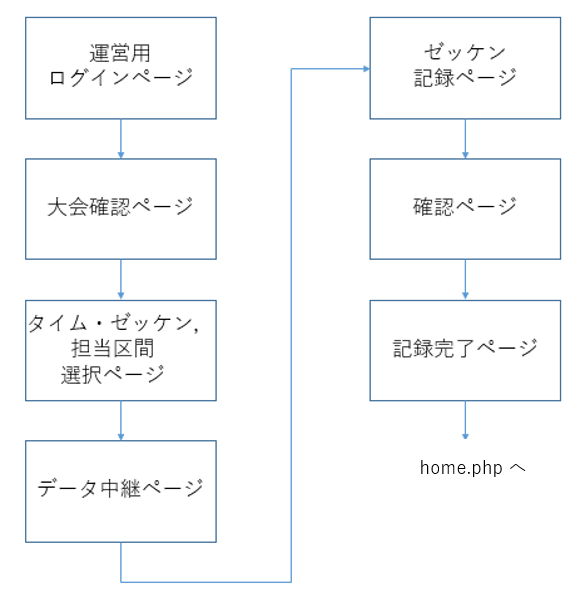 運営用
ログインページ
大会確認ページ
タイム・ゼッケン,
担当区間
選択ページ
データ中継ページ
ゼッケン
記録ページ
確認ページ
記録完了ページ
home.php へ